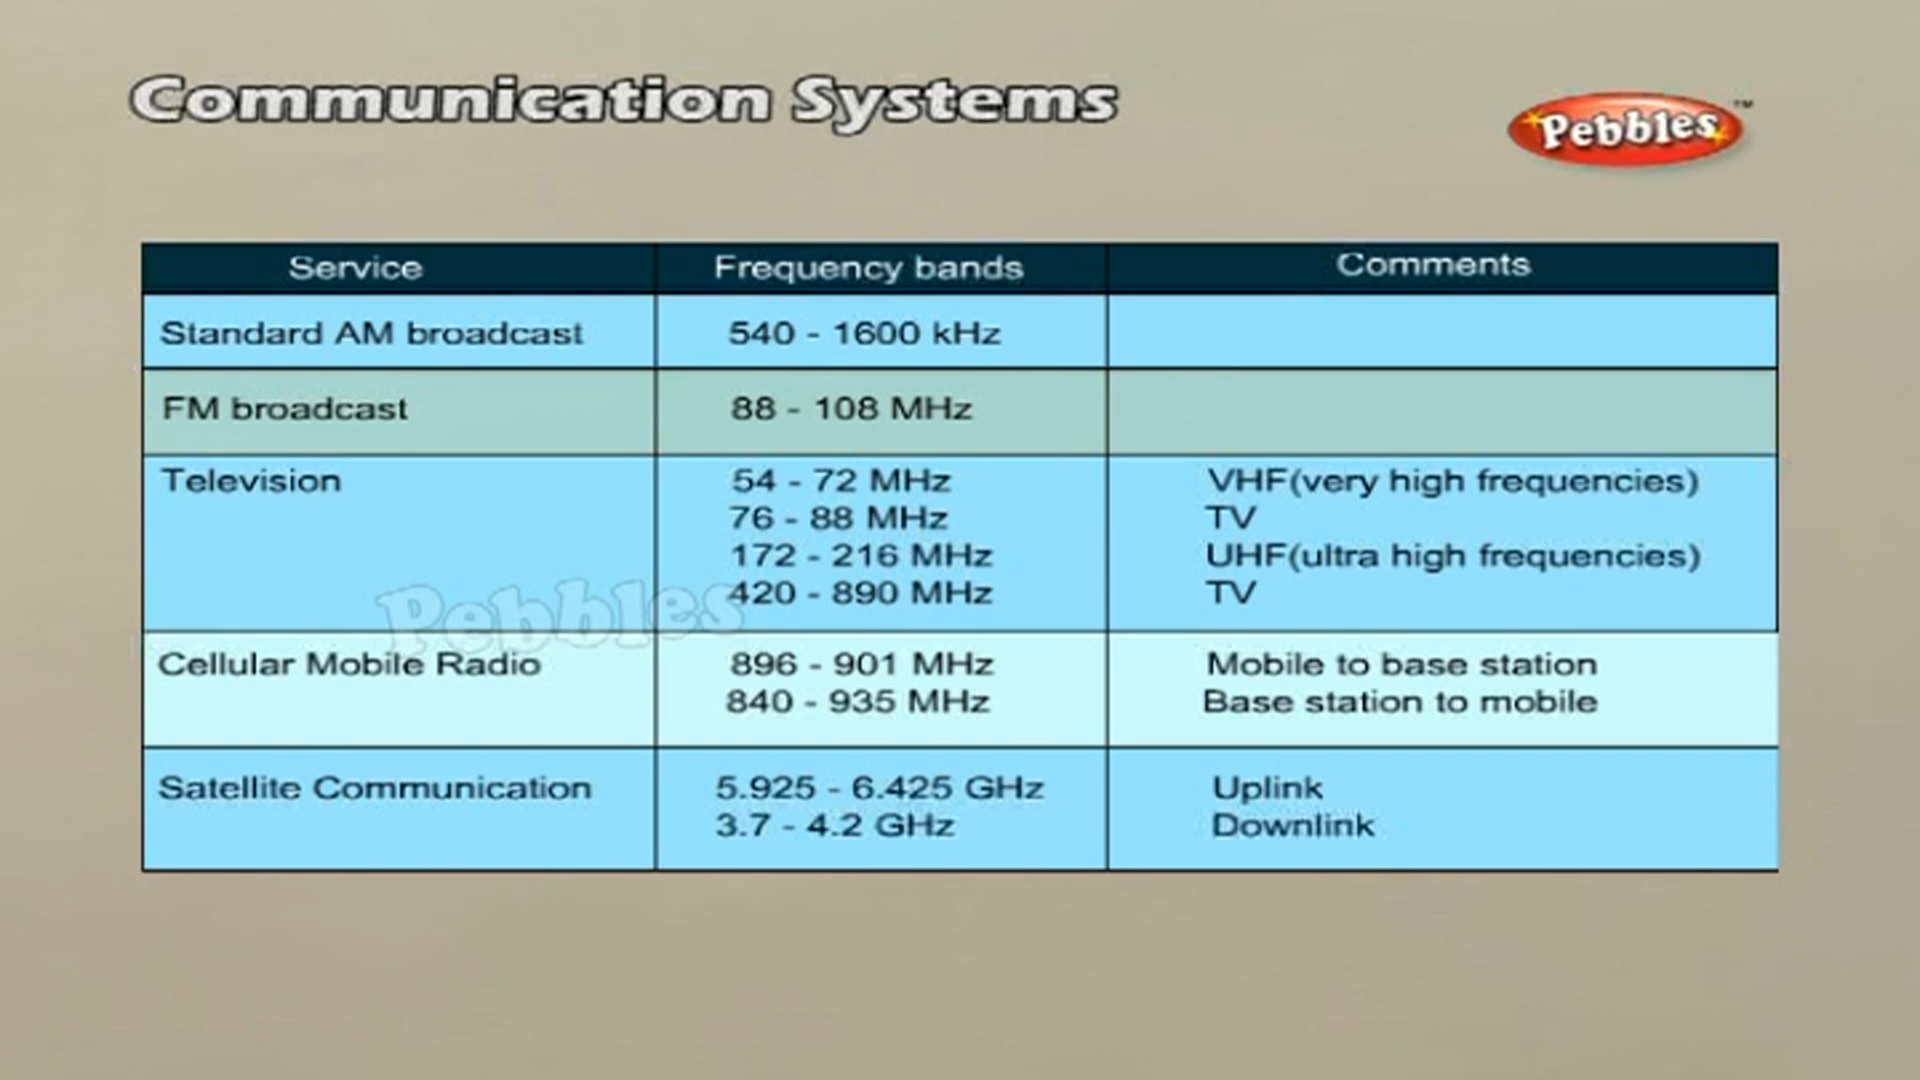 Communication Systems
Pebbles™
Service Frequency bands Comments
Standard AM broadcast 540 - 1600 kHz
FM broadcast 88 - 108 MHz
Television 54 - 72 MHz VHF(very high frequencies)
76 - 88 MHz TV
172 - 216 MHz UHF(ultra high frequencies)
420 - 890 MHz TV
Pebbles
Cellular Mobile Radio 896 - 901 MHz Mobile to base station
840 - 935 MHz Base station to mobile
Satellite Communication 5.925 - 6.425 GHz Uplink
3.7 - 4.2 GHz Downlink